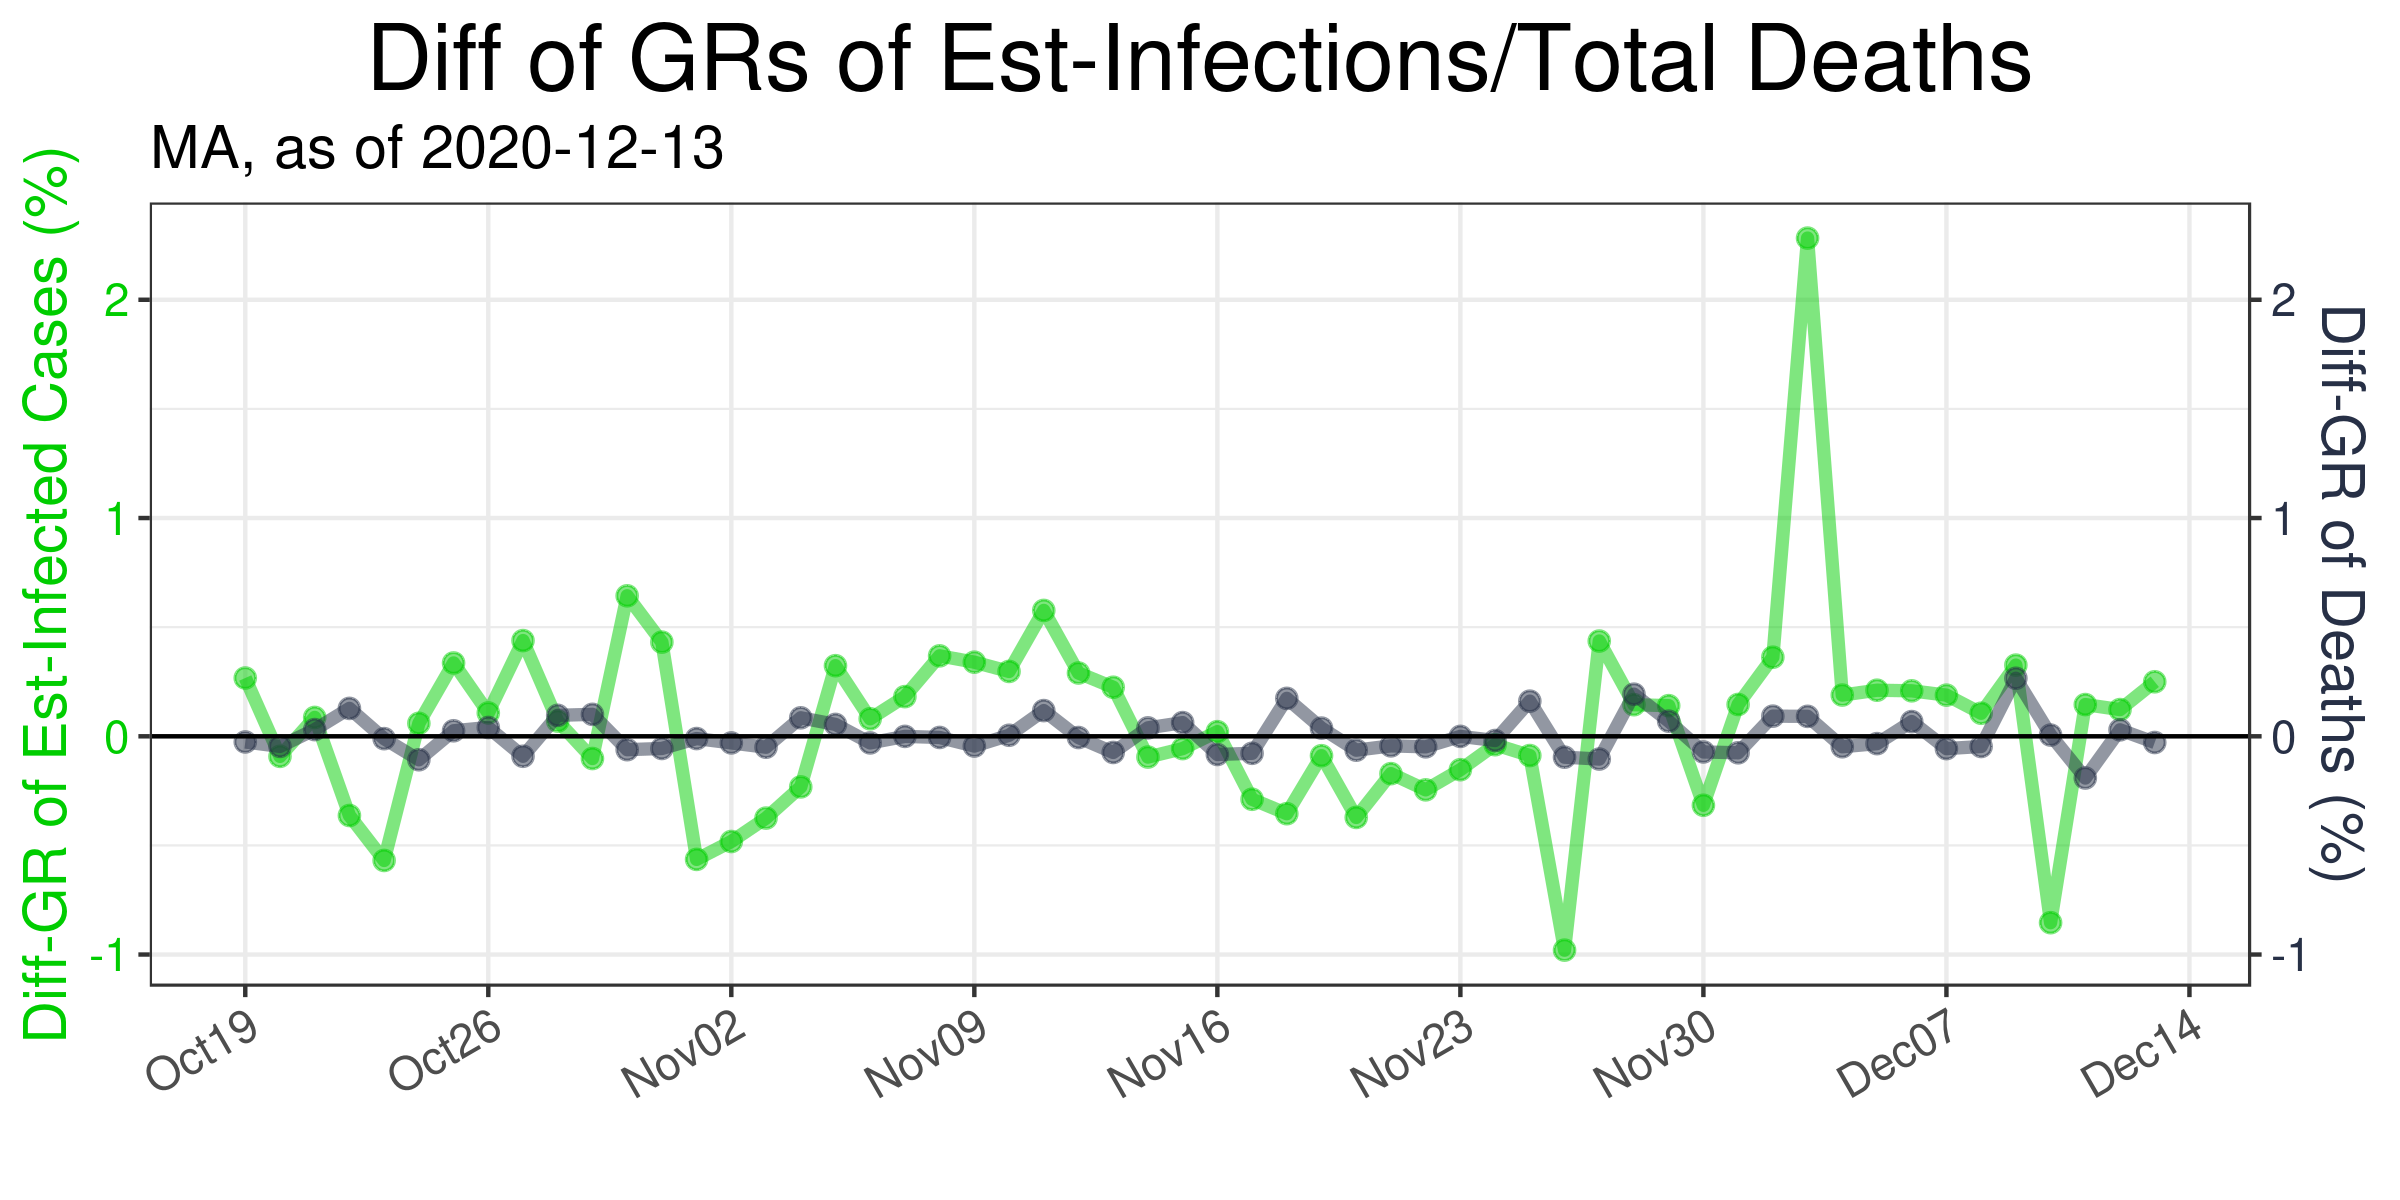 Diff of GRs of Est-Infections/Total Deaths
MA, as of 2020-12-13
Diff-GR of Est-Infected Cases (%)
2
1
0
-1
2
1
0
-1
Diff-GR of Deaths (%)
Oct19
Oct26
Nov02
Nov09
Nov16
Nov23
Nov30
Dec07
Dec14